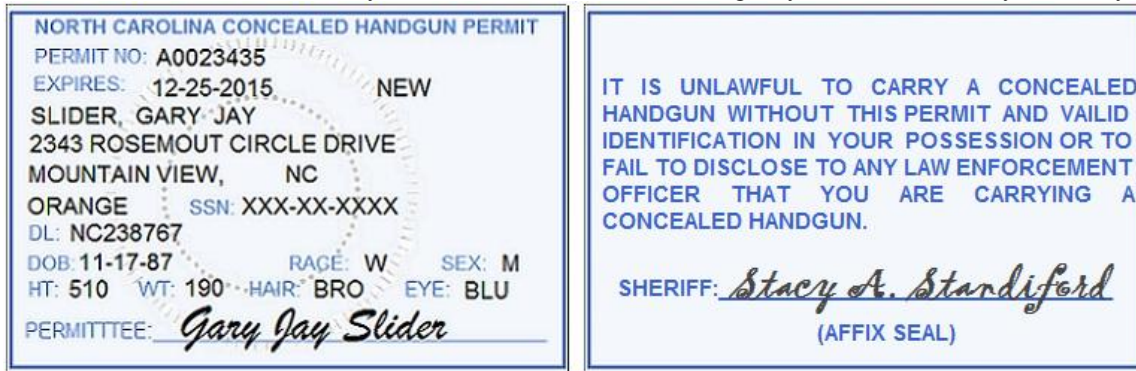 NORTH CAROLINA CONCEALED HANDGUN PERMIT
PERMIT NO: A0023435
EXPIRES: 12-25-2015 NEW
SLIDER, GARY JAY
2343 ROSEMOUT CIRCLE DRIVE
MOUNTAIN VIEW, NC
ORANGE SSN: XXX-XX-XXXX
DL: NC238767
DOB: 11-17-87 RACE: W SEX: M
HT: 510 WT: 190 HAIR: BRO EYE: BLU
PERMITTTEE: Gary Jay Slider
IT IS UNLAWFUL TO CARRY A CONCEALED
HANDGUN WITHOUT THIS PERMIT AND VAILID
IDENTIFICATION IN YOUR POSSESSION OR TO
FAIL TO DISCLOSE TO ANY LAW ENFORCEMENT
OFFICER THAT YOU ARE CARRYING A
CONCEALED HANDGUN.
SHERIFF: Stacy A. Standiford
(AFFIX SEAL)